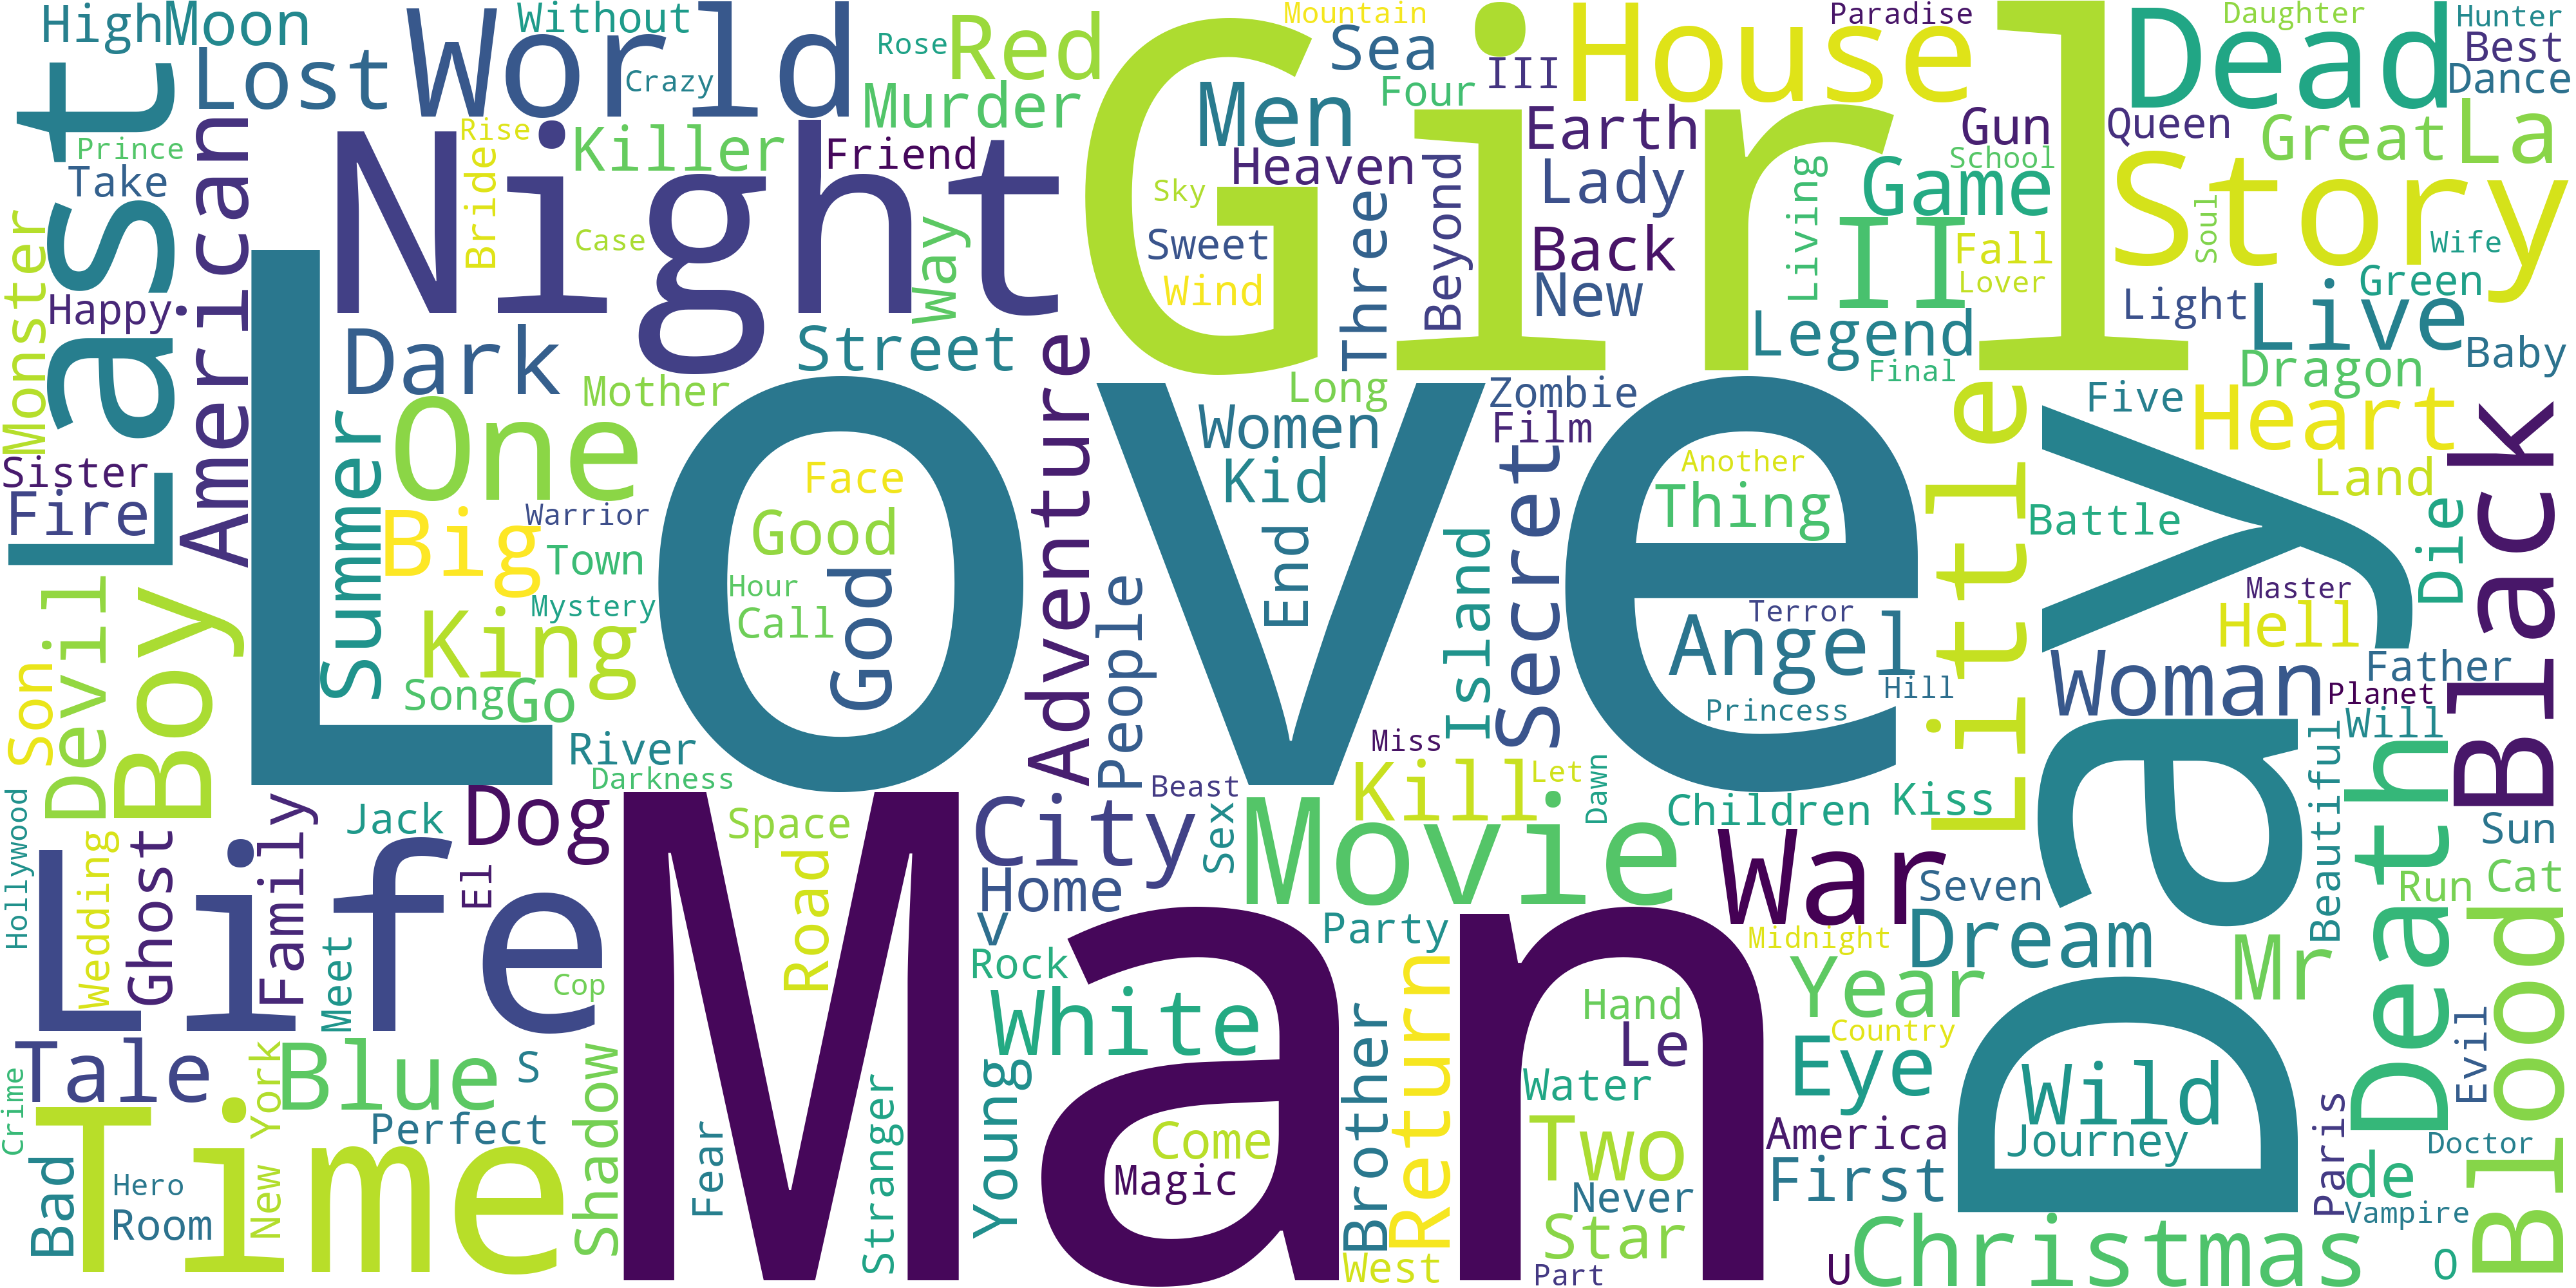 High
Moon
Without
World
Rose
Red
Mountain
Sea
III
Paradise
House
Dead
Daughter
Hunter
Best
Dance
Lost
Crazy
Murder
Men
Four
Girl
Earth
Gun
Queen
Great
La
Last
American
Prince
Take
Rise
Bride
Killer
Friend
Night
Heaven
Lady
School
Game
Story
Sky
Sweet
Wind
Case
Way
Three
Beyond
Back
New
Living
II
Fall
Lover
Soul
Wife
Green
Light
Live
Monster
Happy
Dark
Street
Legend
Final
Dragon
Baby
Love
Mother
One
Adventure
Long
Women
Kid
Zombie
Film
Secret
Little
Five
Heart
Land
Black
Sister
Fire
Summer
Big
Warrior
Town
Face
Good
God
Hour
Call
Mystery
End
Island
Another
Thing
Battle
Die
Day
Devil
Boy
Son
King
Song
Go
River
Darkness
People
Angel
Terror
Princess
Hill
Master
Hell
Woman
Father
Planet
Will
Beautiful
Death
Miss
Beast
Let
Dawn
Kill
Kiss
Children
Sex
Movie
War
Hollywood
Wedding
Ghost
Family
Jack
Dog
El
Life
Meet
Cop
Space
Road
Man
City
Home
V
Rock
Party
Midnight
Seven
Dream
Mr
Sun
Run
Cat
Blood
White
Return
Year
Country
Hand
Le
Eye
Water
Wild
Evil
Tale
Blue
S
Crime
Time
New York
Perfect
Shadow
Fear
Stranger
Young
Come
Magic
Brother
Two
America
Journey
First
Never
Paris
de
Doctor
Vampire
Bad
Hero
Room
Star
West
Part
U
Christmas
O